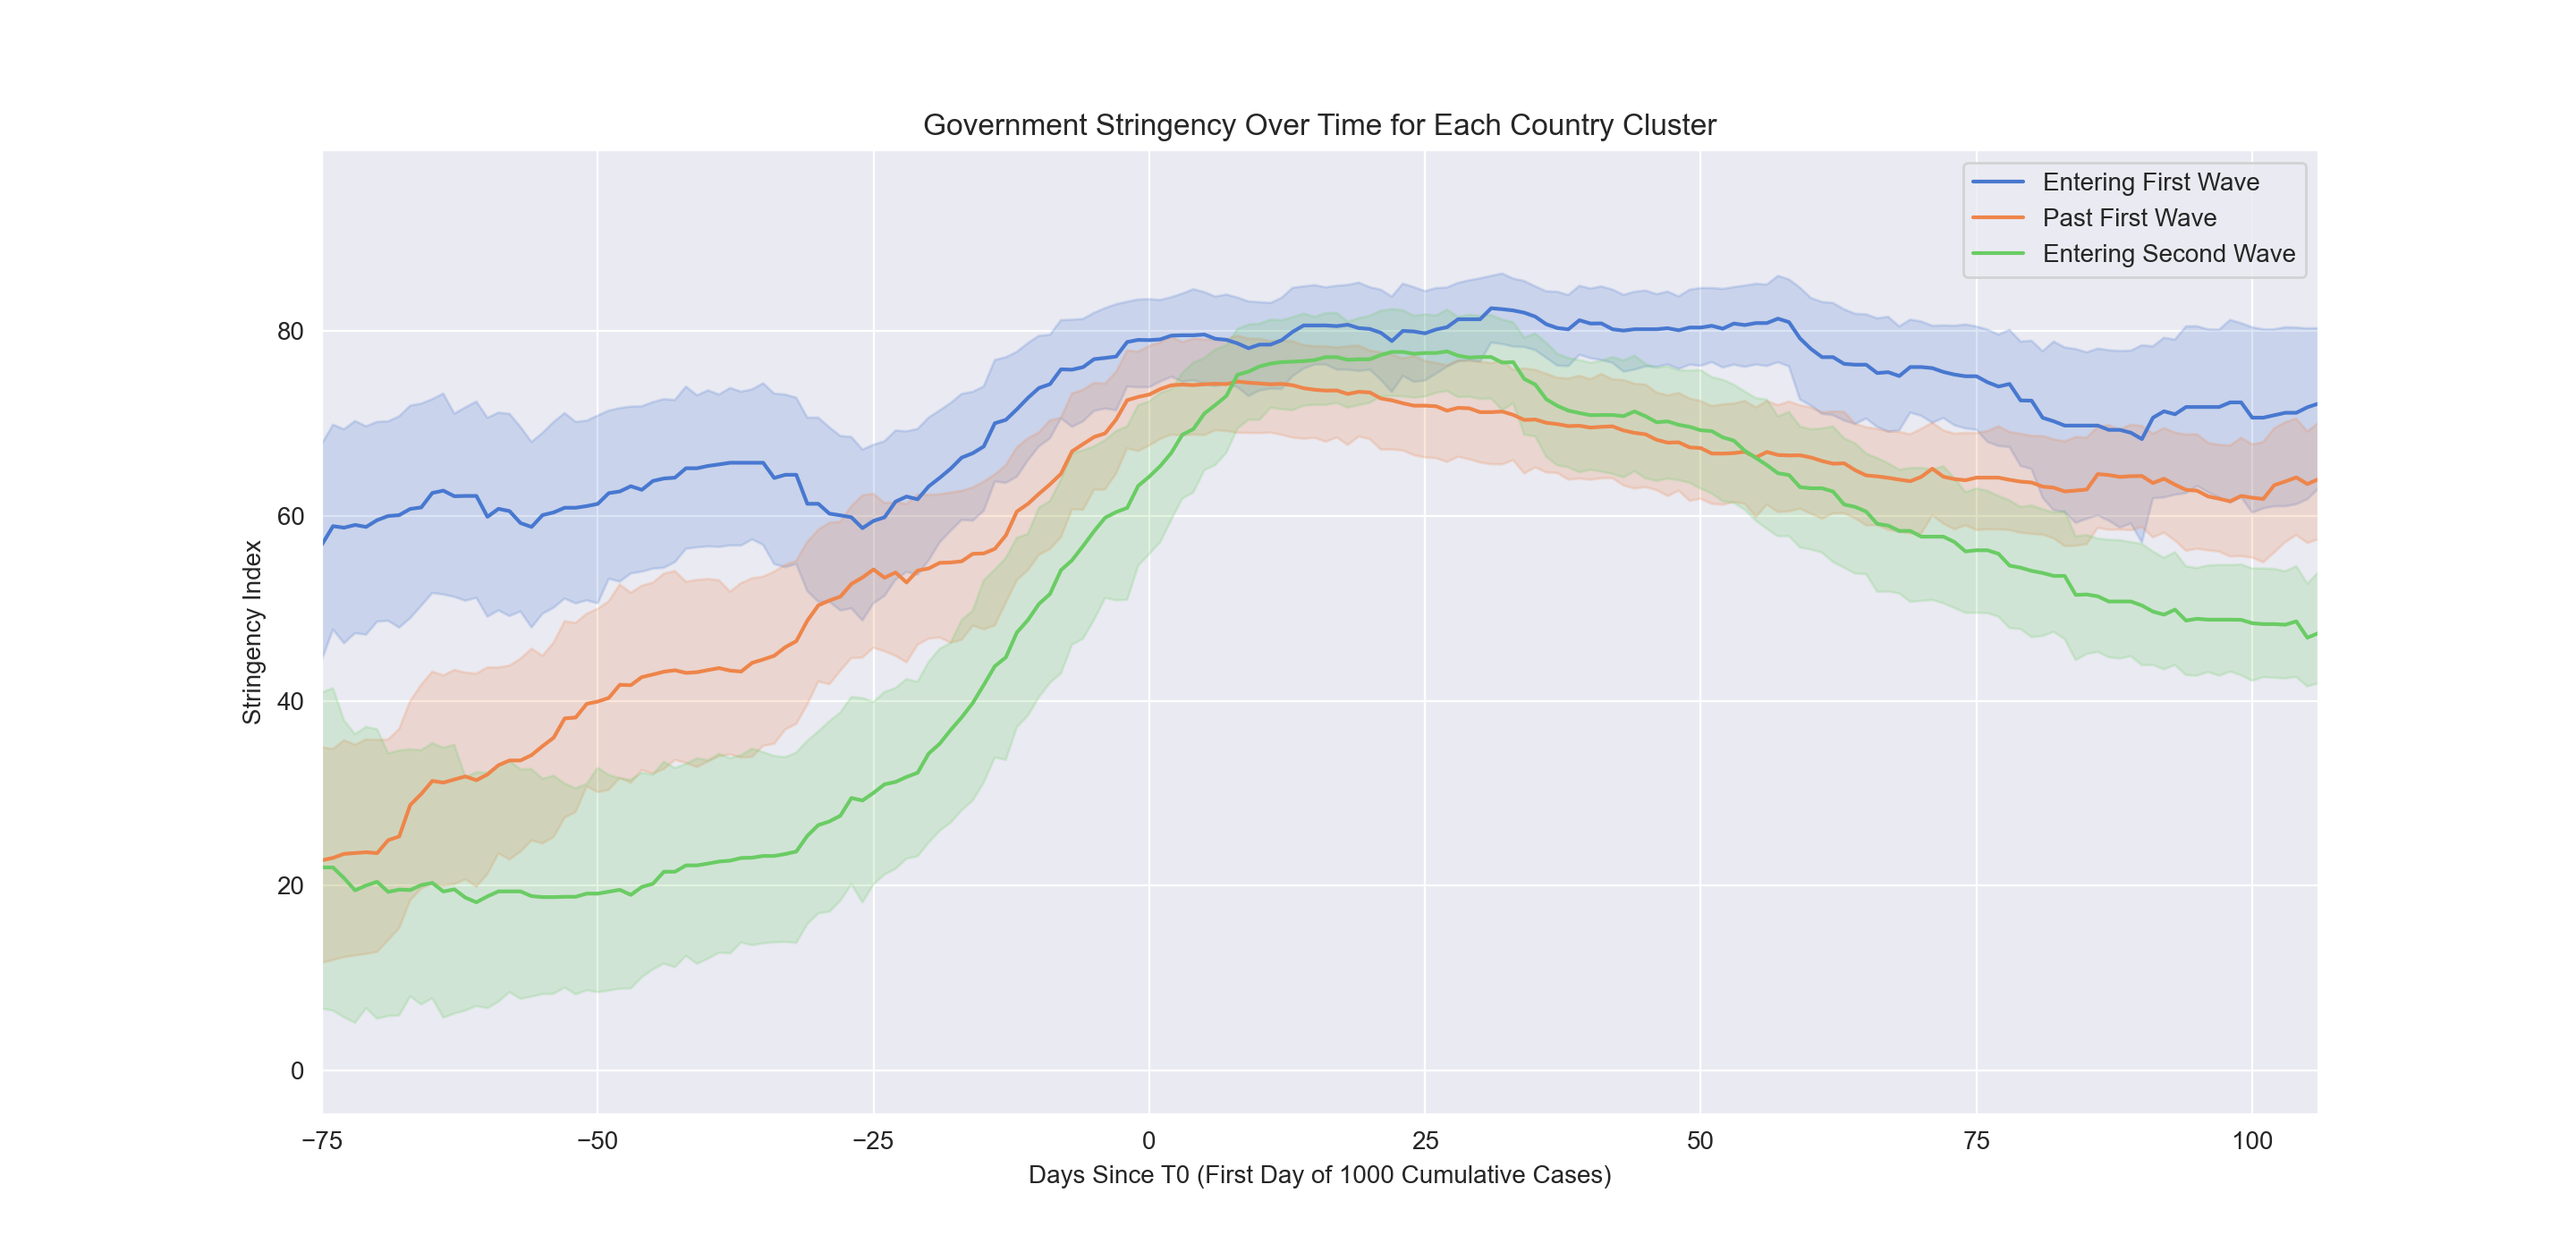 Government Stringency Over Time for Each Country Cluster
Entering First Wave
Past First Wave
Entering Second Wave
Stringency Index
80
60
40
20
0
−75 −50 −25 0 25 50 75 100
Days Since T0 (First Day of 1000 Cumulative Cases)